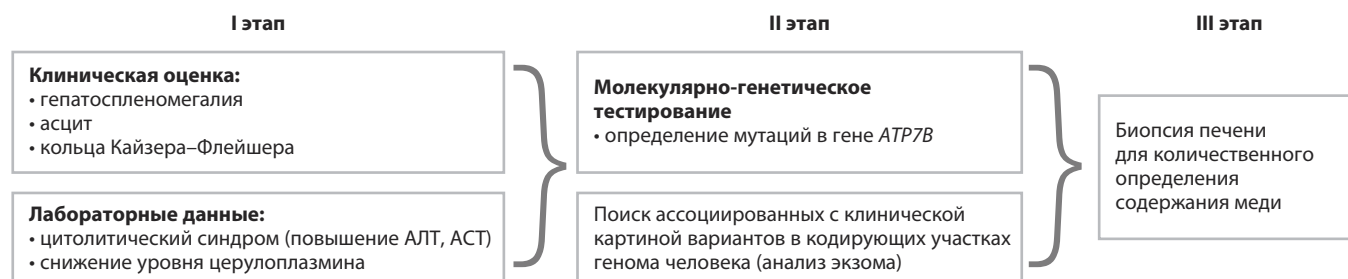 I этап
Клиническая оценка:
• гепатоспленомегалия
• асцит
• кольца Кайзера–Флейшера
Лабораторные данные:
• цитолитический синдром (повышение АЛТ, АСТ)
• снижение уровня церулоплазмина
II этап
Молекулярно-генетическое
тестирование
• определение мутаций в гене ATP7B
Поиск ассоциированных с клинической
картиной вариантов в кодирующих участках
генома человека (анализ экзома)
III этап
Биопсия печени
для количественного
определения
содержания меди